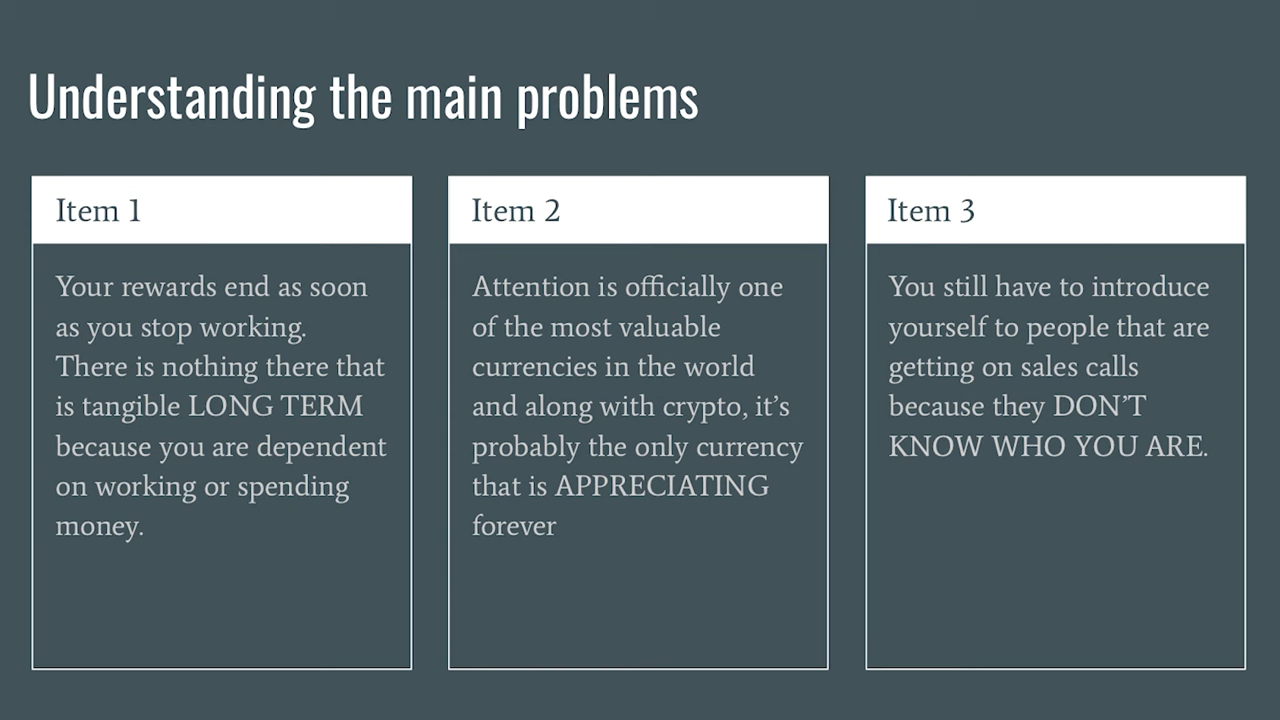 Understanding the main problems
Item 1
Your rewards end as soon
as you stop working.
There is nothing there that
is tangible LONG TERM
because you are dependent
on working or spending
money.
Item 2
Attention is officially one
of the most valuable
currencies in the world
and along with crypto, it’s
probably the only currency
that is APPRECIATING
forever
Item 3
You still have to introduce
yourself to people that are
getting on sales calls
because they DON’T
KNOW WHO YOU ARE.